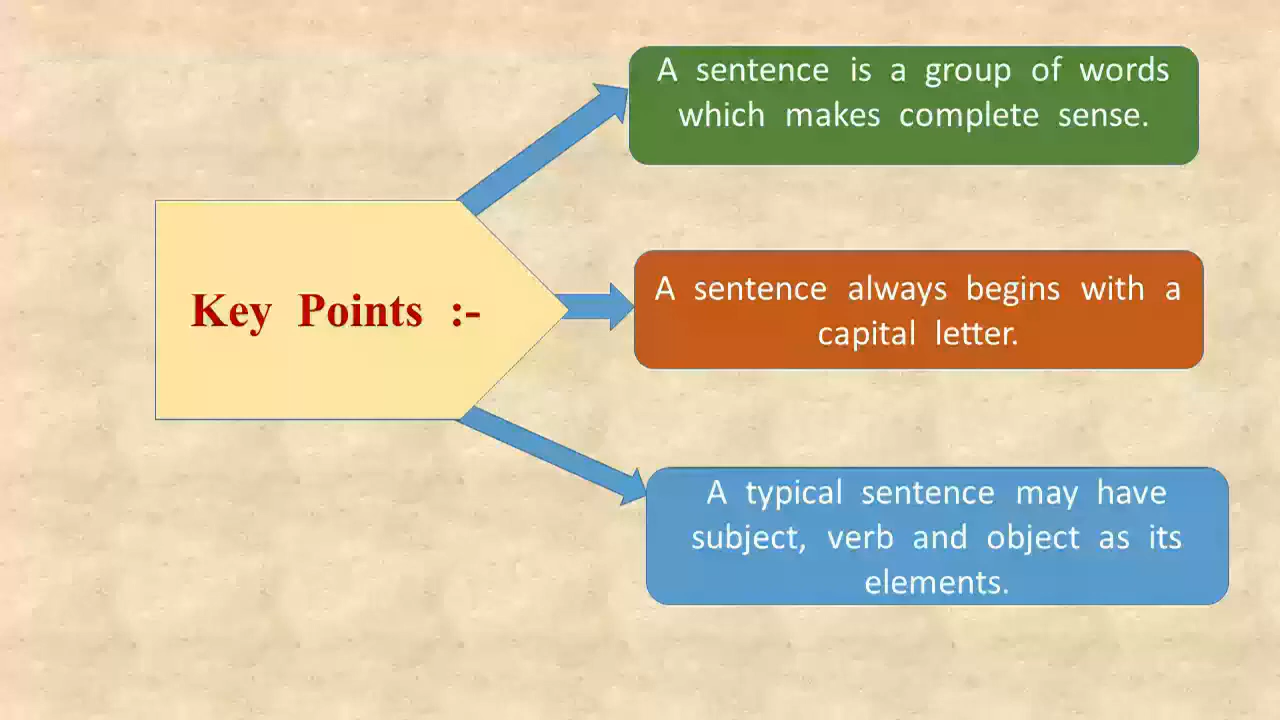 Key Points :-
A sentence is a group of words
which makes complete sense.
A sentence always begins with a
capital letter.
A typical sentence may have
subject, verb and object as its
elements.